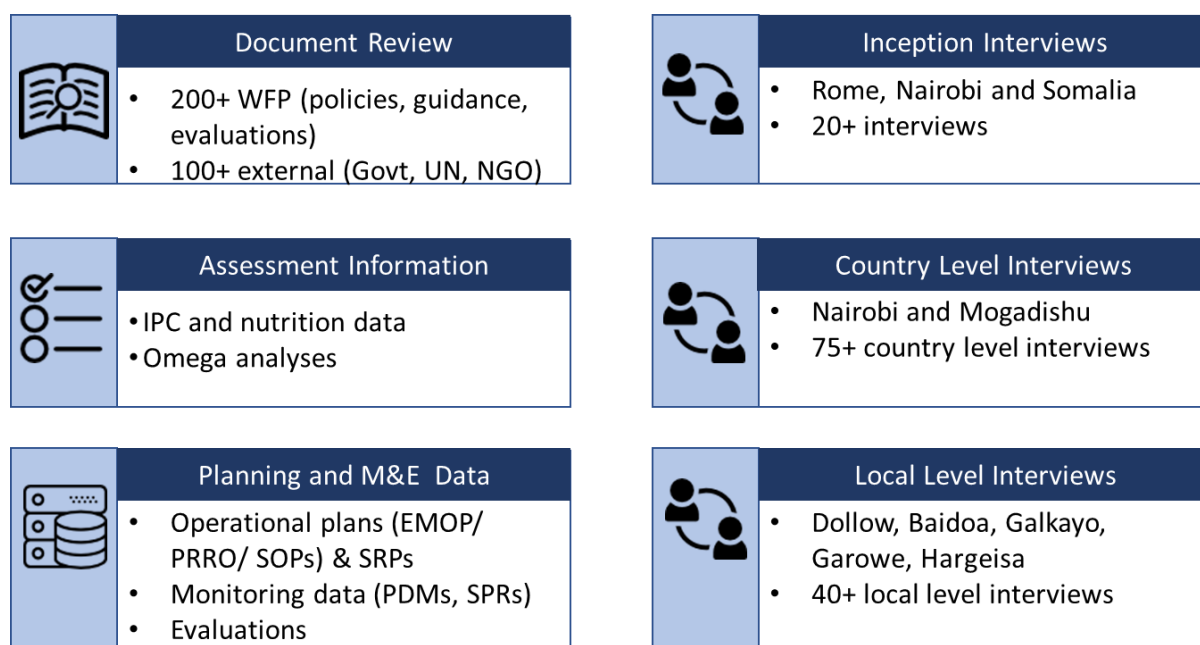 Document Review
• 200+ WFP (policies, guidance,
evaluations)
• 100+ external (Govt, UN, NGO)
Inception Interviews
• Rome, Nairobi and Somalia
• 20+ interviews
Assessment Information
• IPC and nutrition data
• Omega analyses
Country Level Interviews
• Nairobi and Mogadishu
• 75+ country level interviews
Planning and M&E Data
• Operational plans (EMOP/
PRRO/ SOPs) & SRPs
• Monitoring data (PDMs, SPRs)
• Evaluations
Local Level Interviews
• Dollow, Baidoa, Galkayo,
Garowe, Hargeisa
• 40+ local level interviews